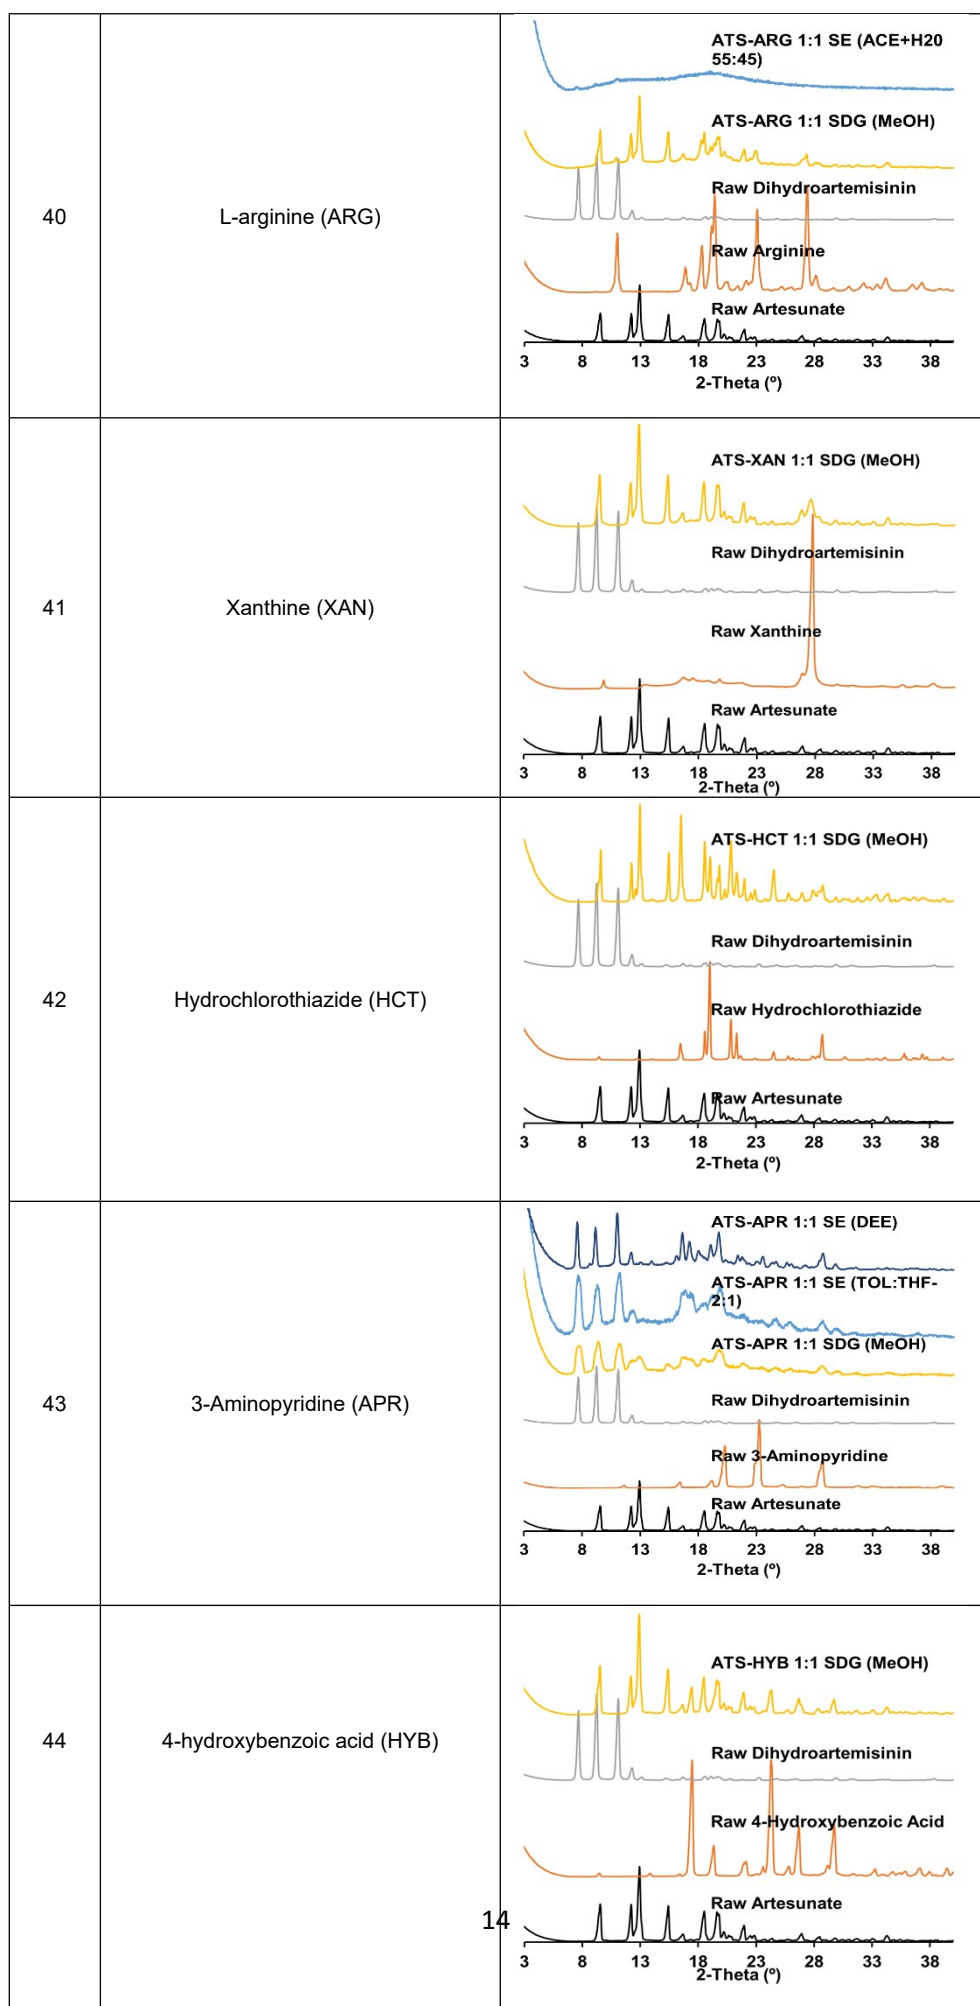 40
L-arginine (ARG)
ATS-ARG 1:1 SE (ACE+H20
55:45)
ATS-ARG 1:1 SDG (MeOH)
Raw Dihydroartemisinin
Raw Arginine
Raw Artesunate
3 8 13 18 23 28 33 38
2-Theta (º)
41
Xanthine (XAN)
ATS-XAN 1:1 SDG (MeOH)
Raw Dihydroartemisinin
Raw Xanthine
Raw Artesunate
3 8 13 18 23 28 33 38
2-Theta (º)
42
Hydrochlorothiazide (HCT)
ATS-HCT 1:1 SDG (MeOH)
Raw Dihydroartemisinin
Raw Hydrochlorothiazide
Raw Artesunate
3 8 13 18 23 28 33 38
2-Theta (º)
43
3-Aminopyridine (APR)
ATS-APR 1:1 SE (DEE)
ATS-APR 1:1 SE (TOL:THF-
2:1)
ATS-APR 1:1 SDG (MeOH)
Raw Dihydroartemisinin
Raw 3-Aminopyridine
Raw Artesunate
3 8 13 18 23 28 33 38
2-Theta (º)
44
4-hydroxybenzoic acid (HYB)
ATS-HYB 1:1 SDG (MeOH)
Raw Dihydroartemisinin
Raw 4-Hydroxybenzoic Acid
Raw Artesunate
3 8 13 18 23 28 33 38
2-Theta (º)
14